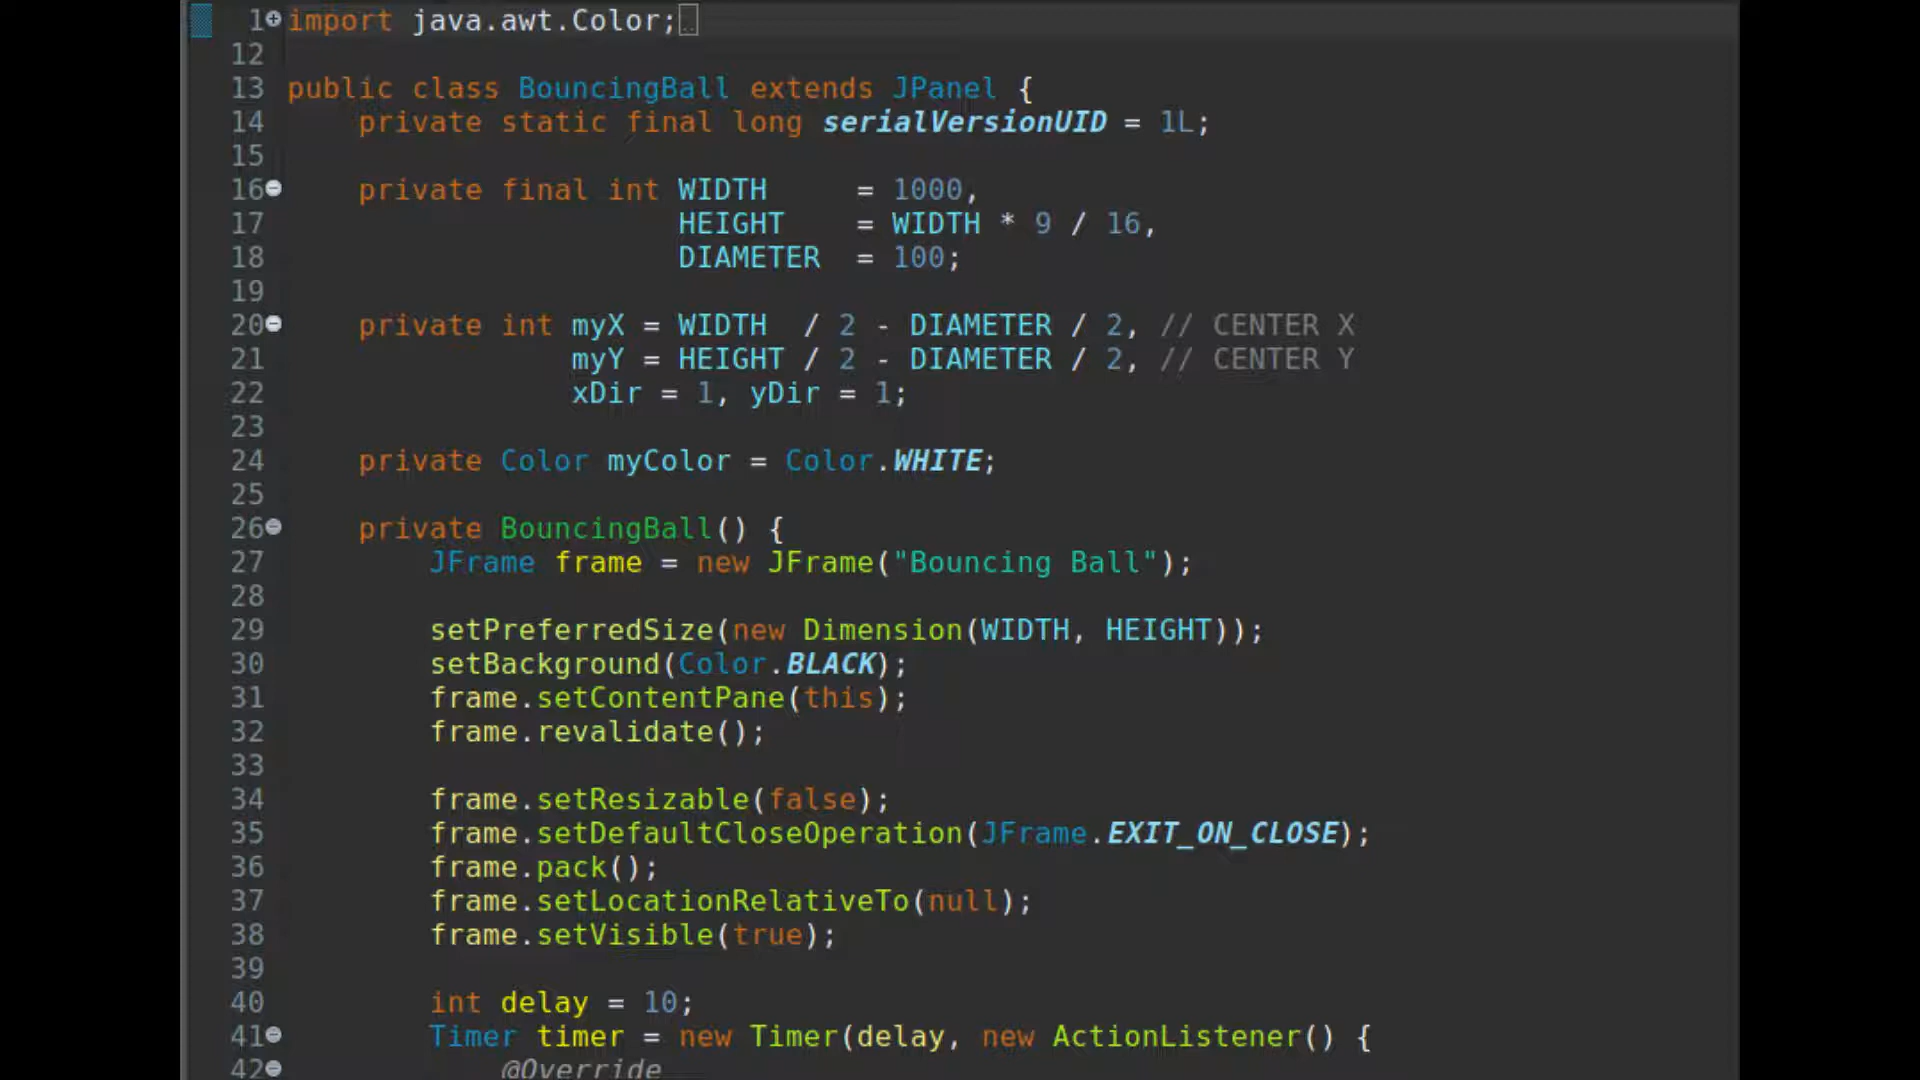 1 import java.awt.Color;
12
13 public class BouncingBall extends JPanel {
14     private static final long serialVersionUID = 1L;
15
16     private final int WIDTH     = 1000,
17                       HEIGHT    = WIDTH * 9 / 16,
18                       DIAMETER  = 100;
19
20     private int myX = WIDTH  / 2 - DIAMETER / 2, // CENTER X
21                 myY = HEIGHT / 2 - DIAMETER / 2, // CENTER Y
22                 xDir = 1, yDir = 1;
23
24     private Color myColor = Color.WHITE;
25
26     private BouncingBall() {
27         JFrame frame = new JFrame("Bouncing Ball");
28
29         setPreferredSize(new Dimension(WIDTH, HEIGHT));
30         setBackground(Color.BLACK);
31         frame.setContentPane(this);
32         frame.revalidate();
33
34         frame.setResizable(false);
35         frame.setDefaultCloseOperation(JFrame.EXIT_ON_CLOSE);
36         frame.pack();
37         frame.setLocationRelativeTo(null);
38         frame.setVisible(true);
39
40         int delay = 10;
41         Timer timer = new Timer(delay, new ActionListener() {
42             @Override